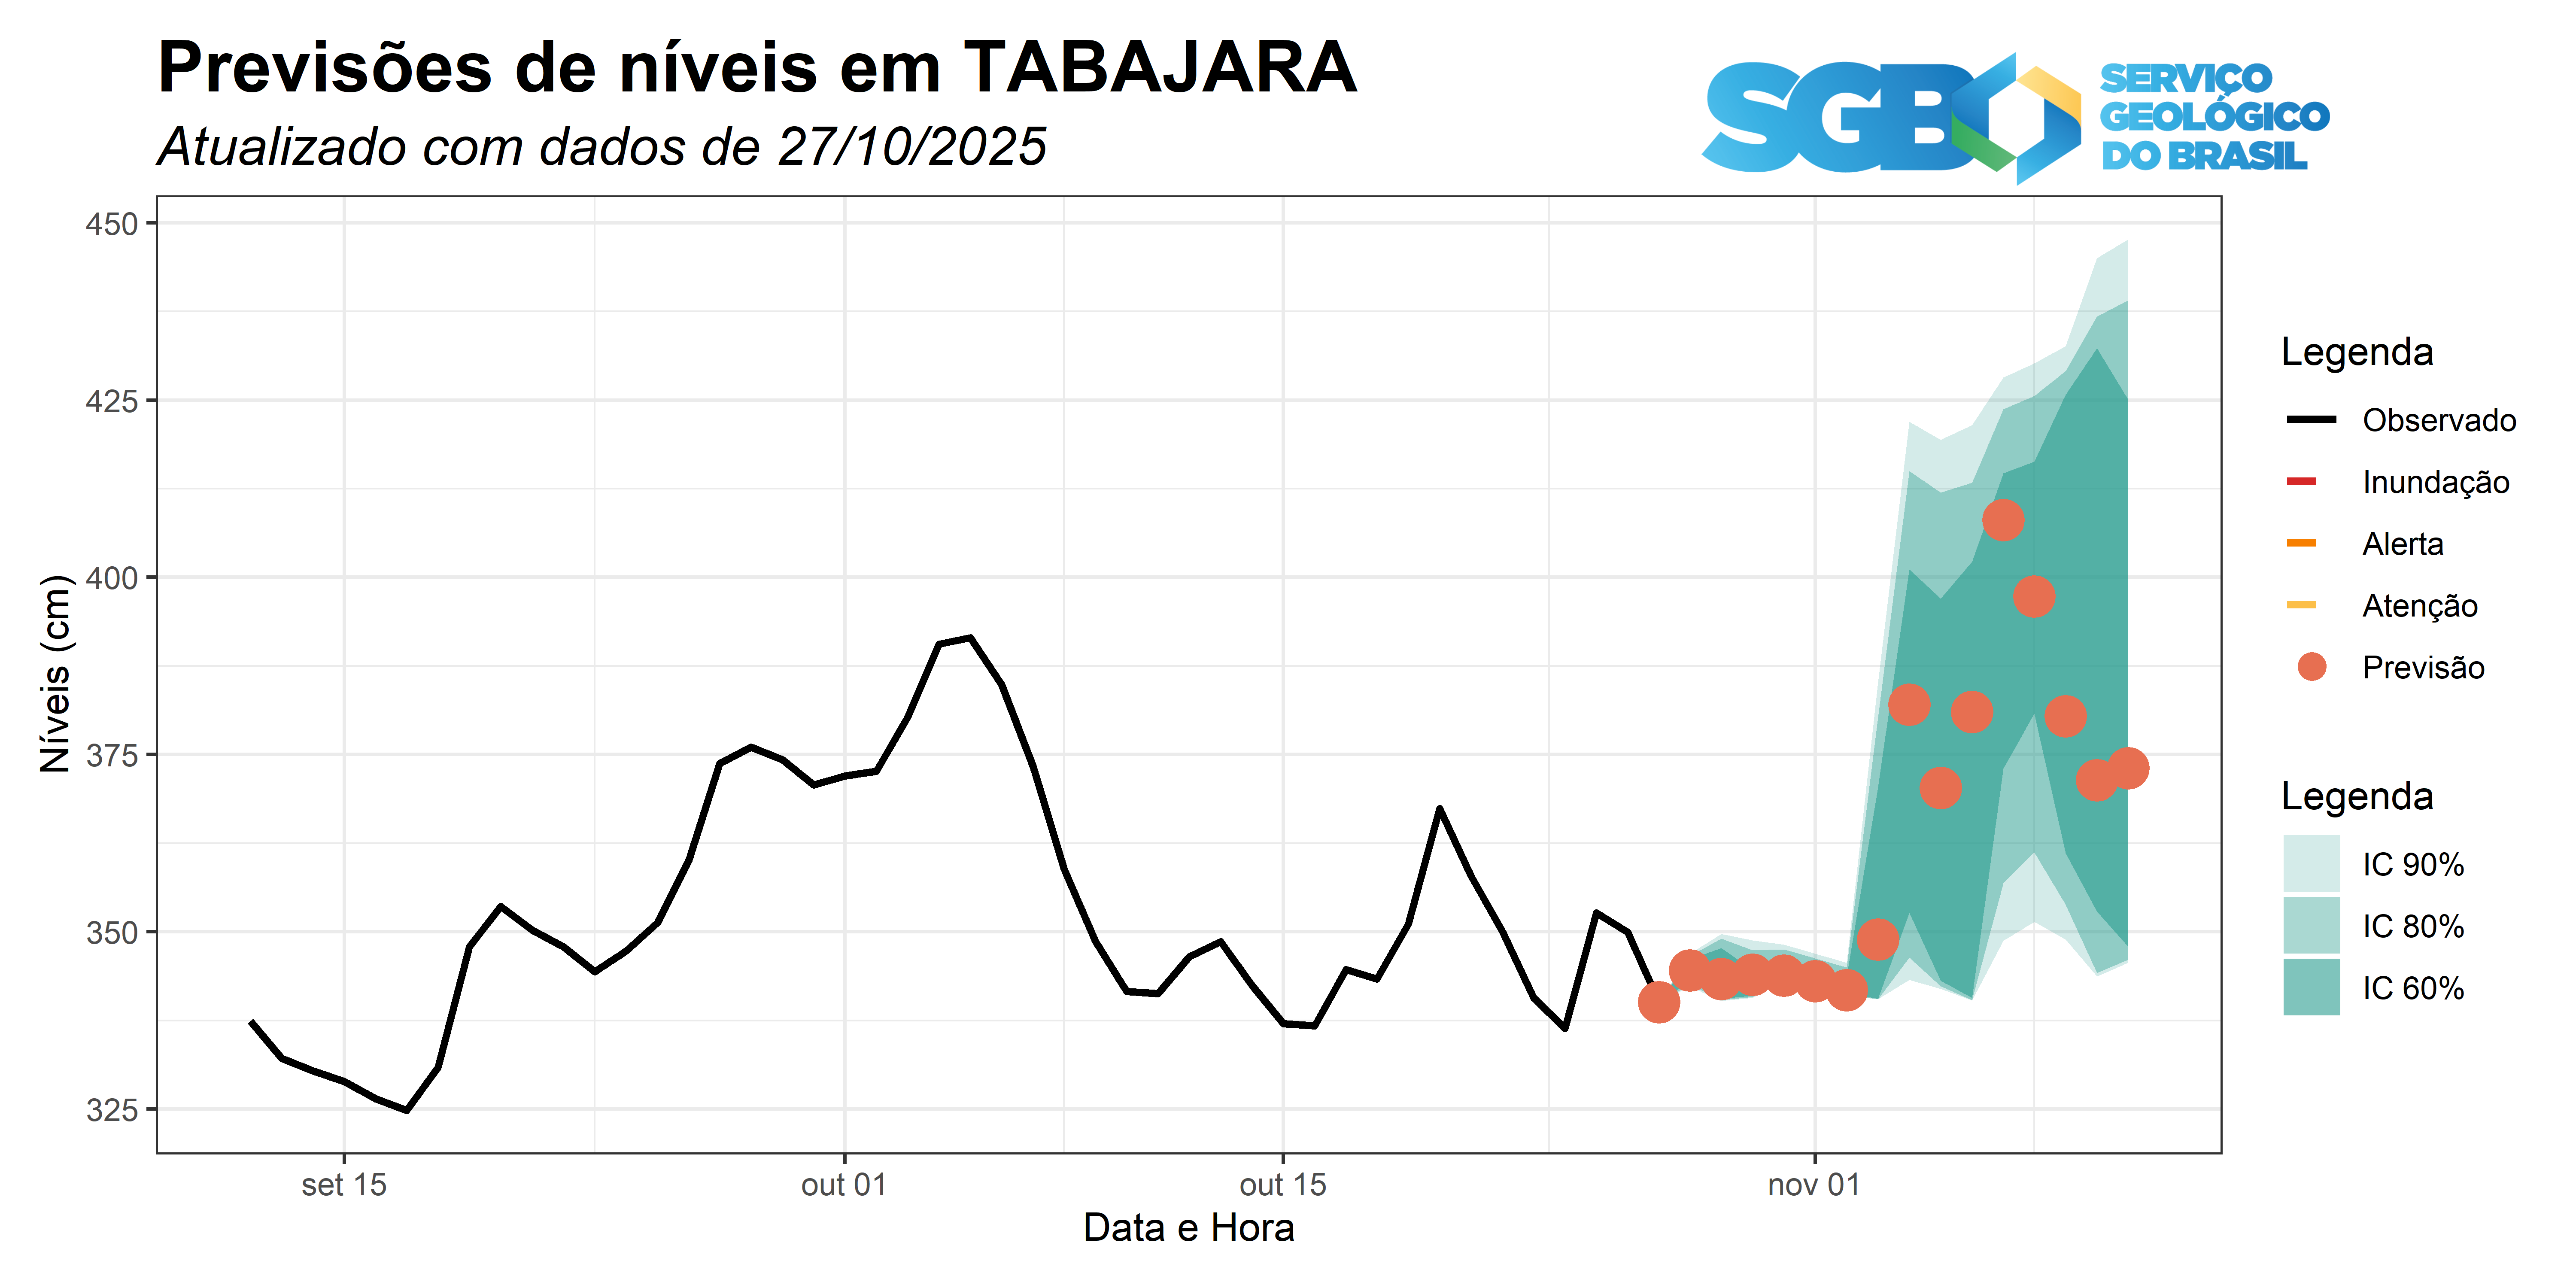 Previsões de níveis em TABAJARA
Atualizado com dados de 27/10/2025
SGB
SERVIÇO
GEOLÓGICO
DO BRASIL
Níveis (cm)
450
425
400
375
350
325
set 15
out 01
out 15
nov 01
Data e Hora
Legenda
Observado
Inundação
Alerta
Atenção
Previsão
Legenda
IC 90%
IC 80%
IC 60%